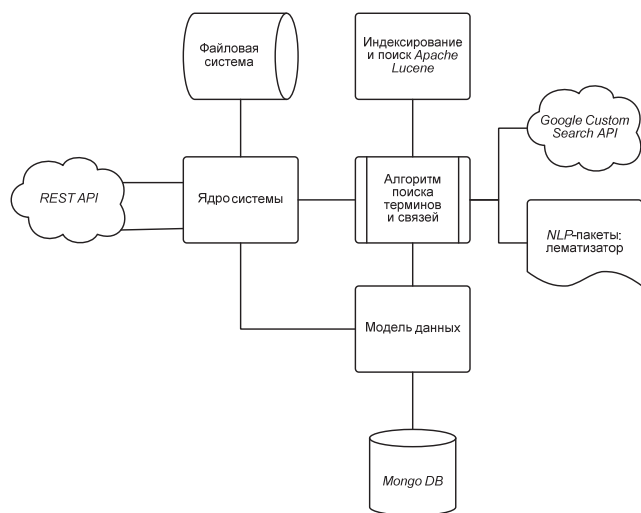 Файловая
система
Индексирование
и поиск Apache
Lucene
Google Custom
Search API
REST API
Ядро системы
Алгоритм
поиска
терминов
и связей
NLP-пакеты:
лематизатор
Модель данных
Mongo DB